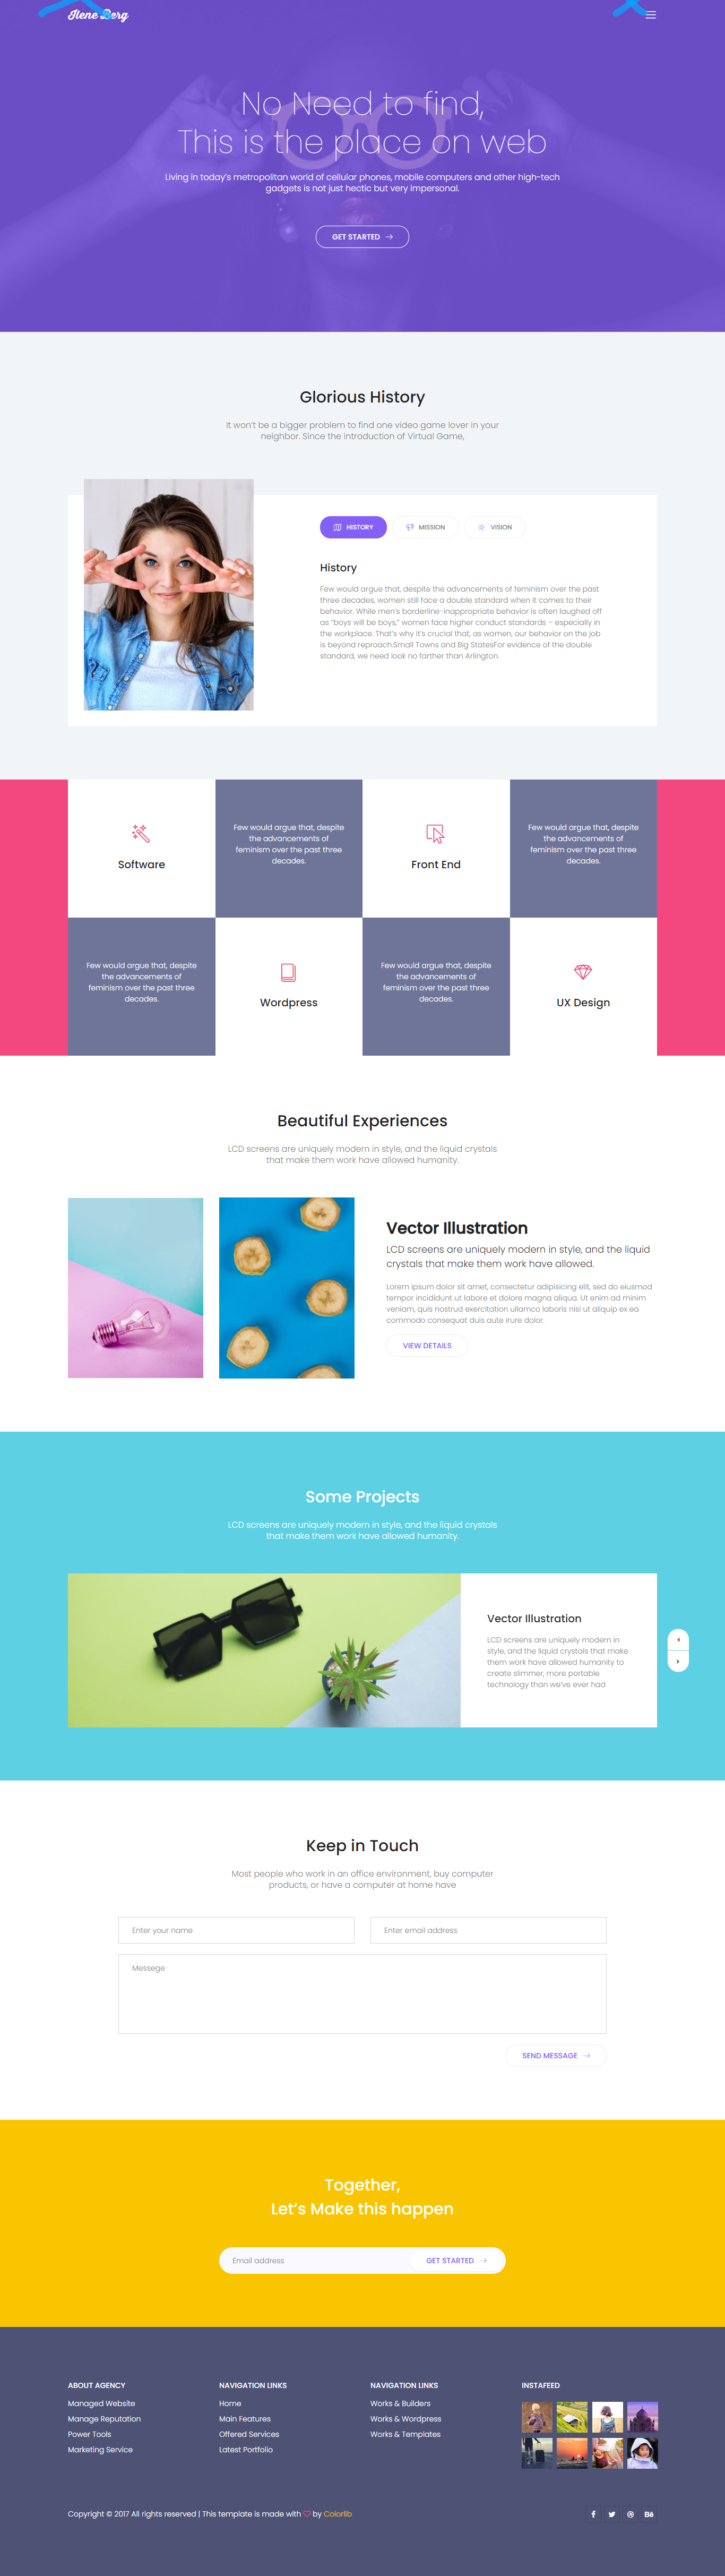 Ilene Berg
No Need to find,
This is the place on web
Living in today's metropolitan world of cellular phones, mobile computers and other high-tech
gadgets is not just hectic but very impersonal.
GET STARTED →
Glorious History
It won't be a bigger problem to find one video game lover in your
neighbor. Since the introduction of Virtual Game,
HISTORY
MISSION
VISION
History
Few would argue that, despite the advancements of feminism over the past
three decades, women still face a double standard when it comes to their
behavior. While men's borderline-inappropriate behavior is often laughed off
as "boys will be boys," women face higher conduct standards – especially in
the workplace. That's why it's crucial that, as women, our behavior on the job
is beyond reproach.Small Towns and Big StatesFor evidence of the double
standard, we need look no farther than Arlington.
Software
Few would argue that, despite
the advancements of
feminism over the past three
decades.
Front End
Few would argue that, despite
the advancements of
feminism over the past three
decades.
Few would argue that, despite
the advancements of
feminism over the past three
decades.
Wordpress
Few would argue that, despite
the advancements of
feminism over the past three
decades.
UX Design
Beautiful Experiences
LCD screens are uniquely modern in style, and the liquid crystals
that make them work have allowed humanity.
Vector Illustration
LCD screens are uniquely modern in style, and the liquid
crystals that make them work have allowed.
Lorem ipsum dolor sit amet, consectetur adipisicing elit, sed do eiusmod
tempor incididunt ut labore et dolore magna aliqua. Ut enim ad minim
veniam, quis nostrud exercitation ullamco laboris nisi ut aliquip ex ea
commodo consequat duis aute irure dolor.
VIEW DETAILS
Some Projects
LCD screens are uniquely modern in style, and the liquid crystals
that make them work have allowed humanity.
Vector Illustration
LCD screens are uniquely modern in
style, and the liquid crystals that make
them work have allowed humanity to
create slimmer, more portable
technology than we've ever had
Keep in Touch
Most people who work in an office environment, buy computer
products, or have a computer at home have
Enter your name
Enter email address
Messege
SEND MESSAGE →
Together,
Let's Make this happen
Email address
GET STARTED →
ABOUT AGENCY
Managed Website
Manage Reputation
Power Tools
Marketing Service
NAVIGATION LINKS
Home
Main Features
Offered Services
Latest Portfolio
NAVIGATION LINKS
Works & Builders
Works & Wordpress
Works & Templates
INSTAFEED
Copyright © 2017 All rights reserved | This template is made with ♡ by Colorlib
Bē